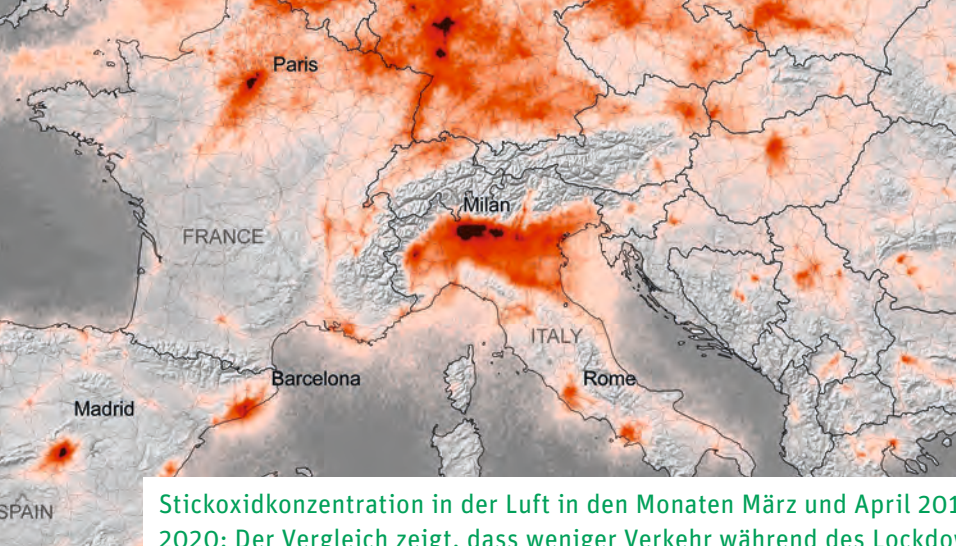 Paris
Milan
FRANCE
ITALY
Barcelona
Rome
Madrid
SPAIN
Stickoxidkonzentration in der Luft in den Monaten März und April 201
2020: Der Vergleich zeigt, dass weniger Verkehr während des Lockdow